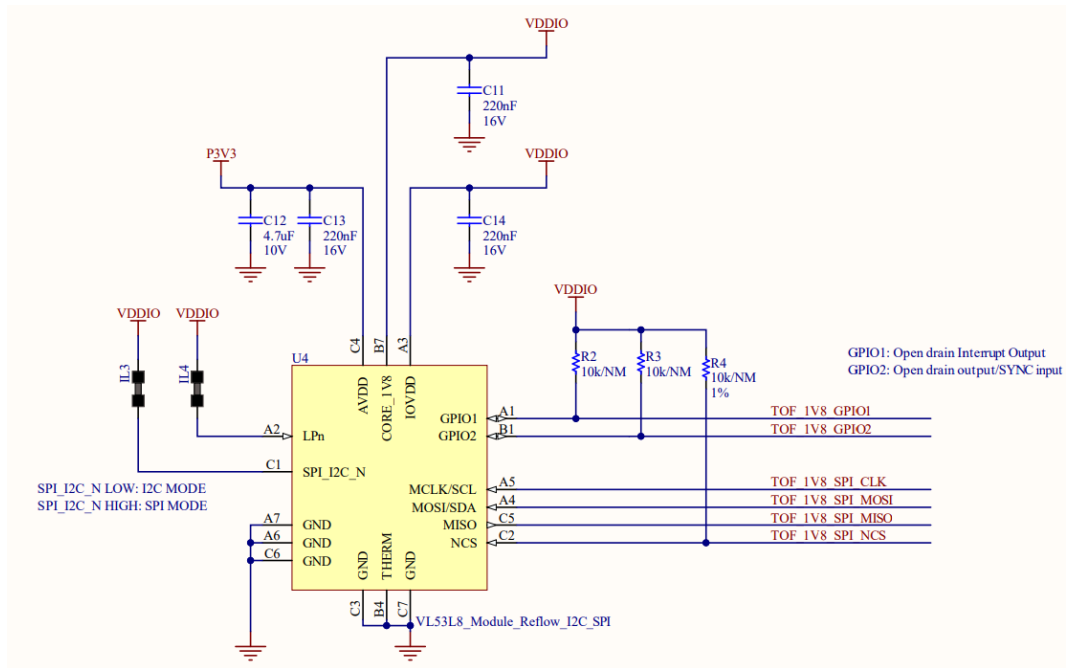 VDDIO
C11
220nF
16V
P3V3
VDDIO
C12
4.7uF
10V
C13
220nF
16V
C14
220nF
16V
VDDIO
VDDIO
VDDIO
IL3
IL4
C4
B7
A3
U4
R2
10k/NM
R3
10k/NM
R4
10k/NM
1%
GPIO1: Open drain Interrupt Output
GPIO2: Open drain output/SYNC input
AVDD
CORE_1V8
IOVDD
GPIO1
A1
TOF_1V8_GPIO1
A2
LPn
GPIO2
B1
TOF_1V8_GPIO2
C1
SPI_I2C_N
SPI_I2C_N LOW: I2C MODE
SPI_I2C_N HIGH: SPI MODE
MCLK/SCL
A5
TOF_1V8_SPI_CLK
MOSI/SDA
A4
TOF_1V8_SPI_MOSI
MISO
C5
TOF_1V8_SPI_MISO
NCS
C2
TOF_1V8_SPI_NCS
A7
GND
A6
GND
C6
GND
GND
THERM
GND
C3
B4
C7
VL53L8_Module_Reflow_I2C_SPI